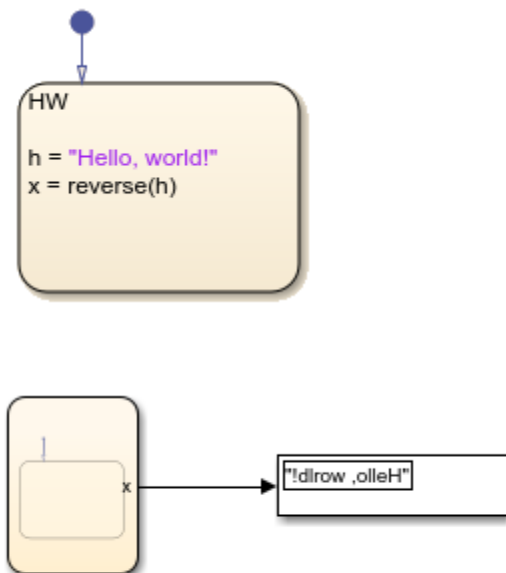 HW
h = "Hello, world!"
x = reverse(h)
x
"!dlrow ,olleH"